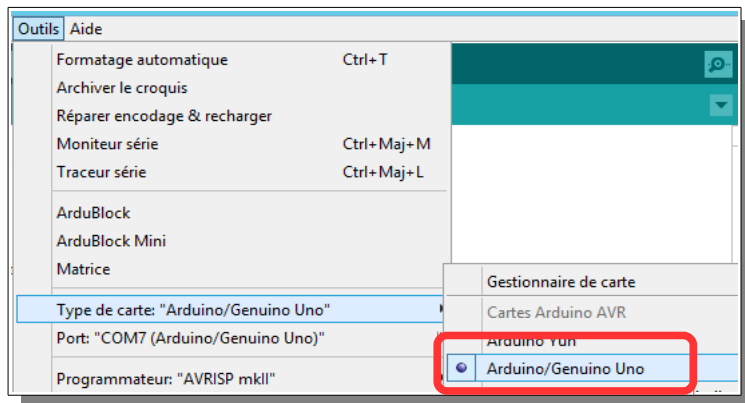 Outils Aide
Formatage automatique Ctrl+T
Archiver le croquis
Réparer encodage & recharger
Moniteur série Ctrl+Maj+M
Traceur série Ctrl+Maj+L
ArduBlock
ArduBlock Mini
Matrice
Type de carte: "Arduino/Genuino Uno"
Port: "COM7 (Arduino/Genuino Uno)"
Programmateur: "AVRISP mkII"
Gestionnaire de carte
Cartes Arduino AVR
Arduino Yún
Arduino/Genuino Uno